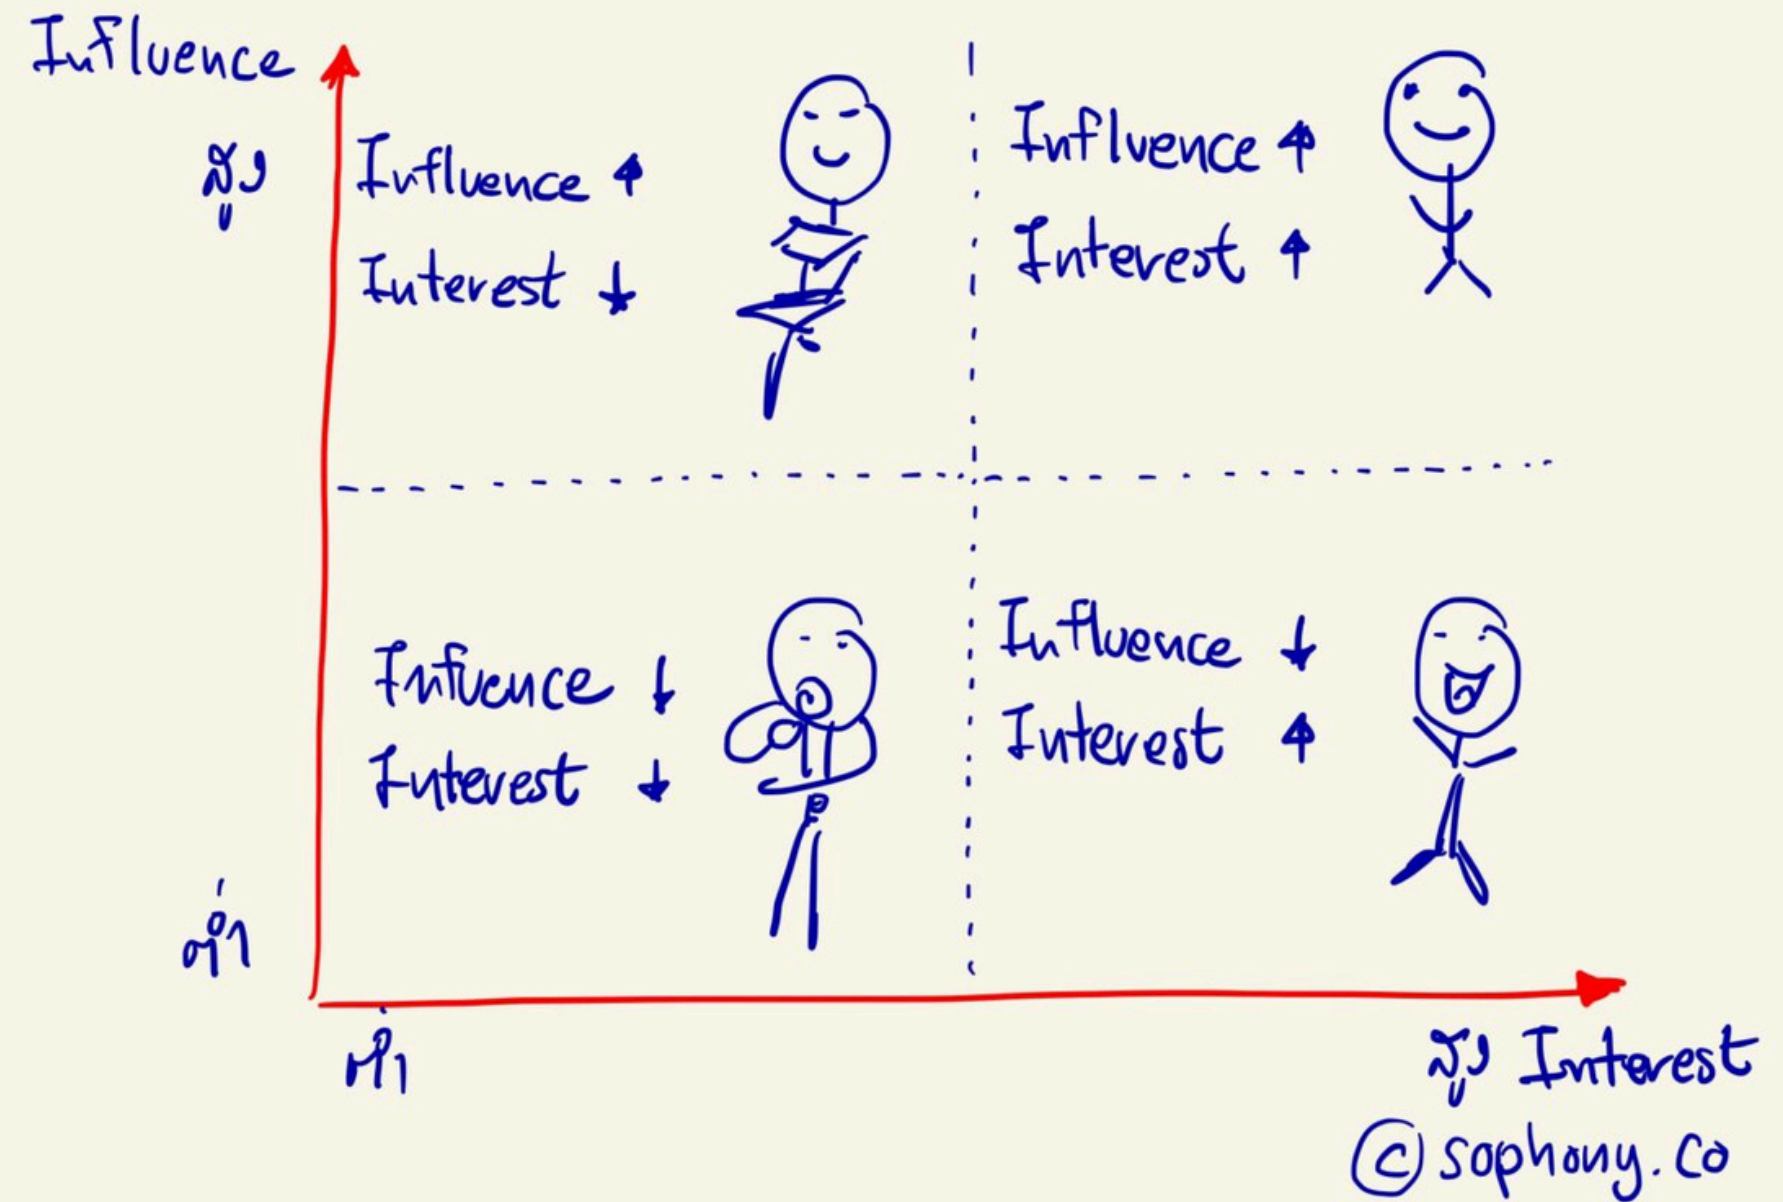 Influence
สูง
Influence ↑
Interest ↓
Influence ↑
Interest ↑
Infuence ↓
Interest ↓
Influence ↓
Interest ↑
ต่ำ
ต่ำ
สูง Interest
© sophony.co